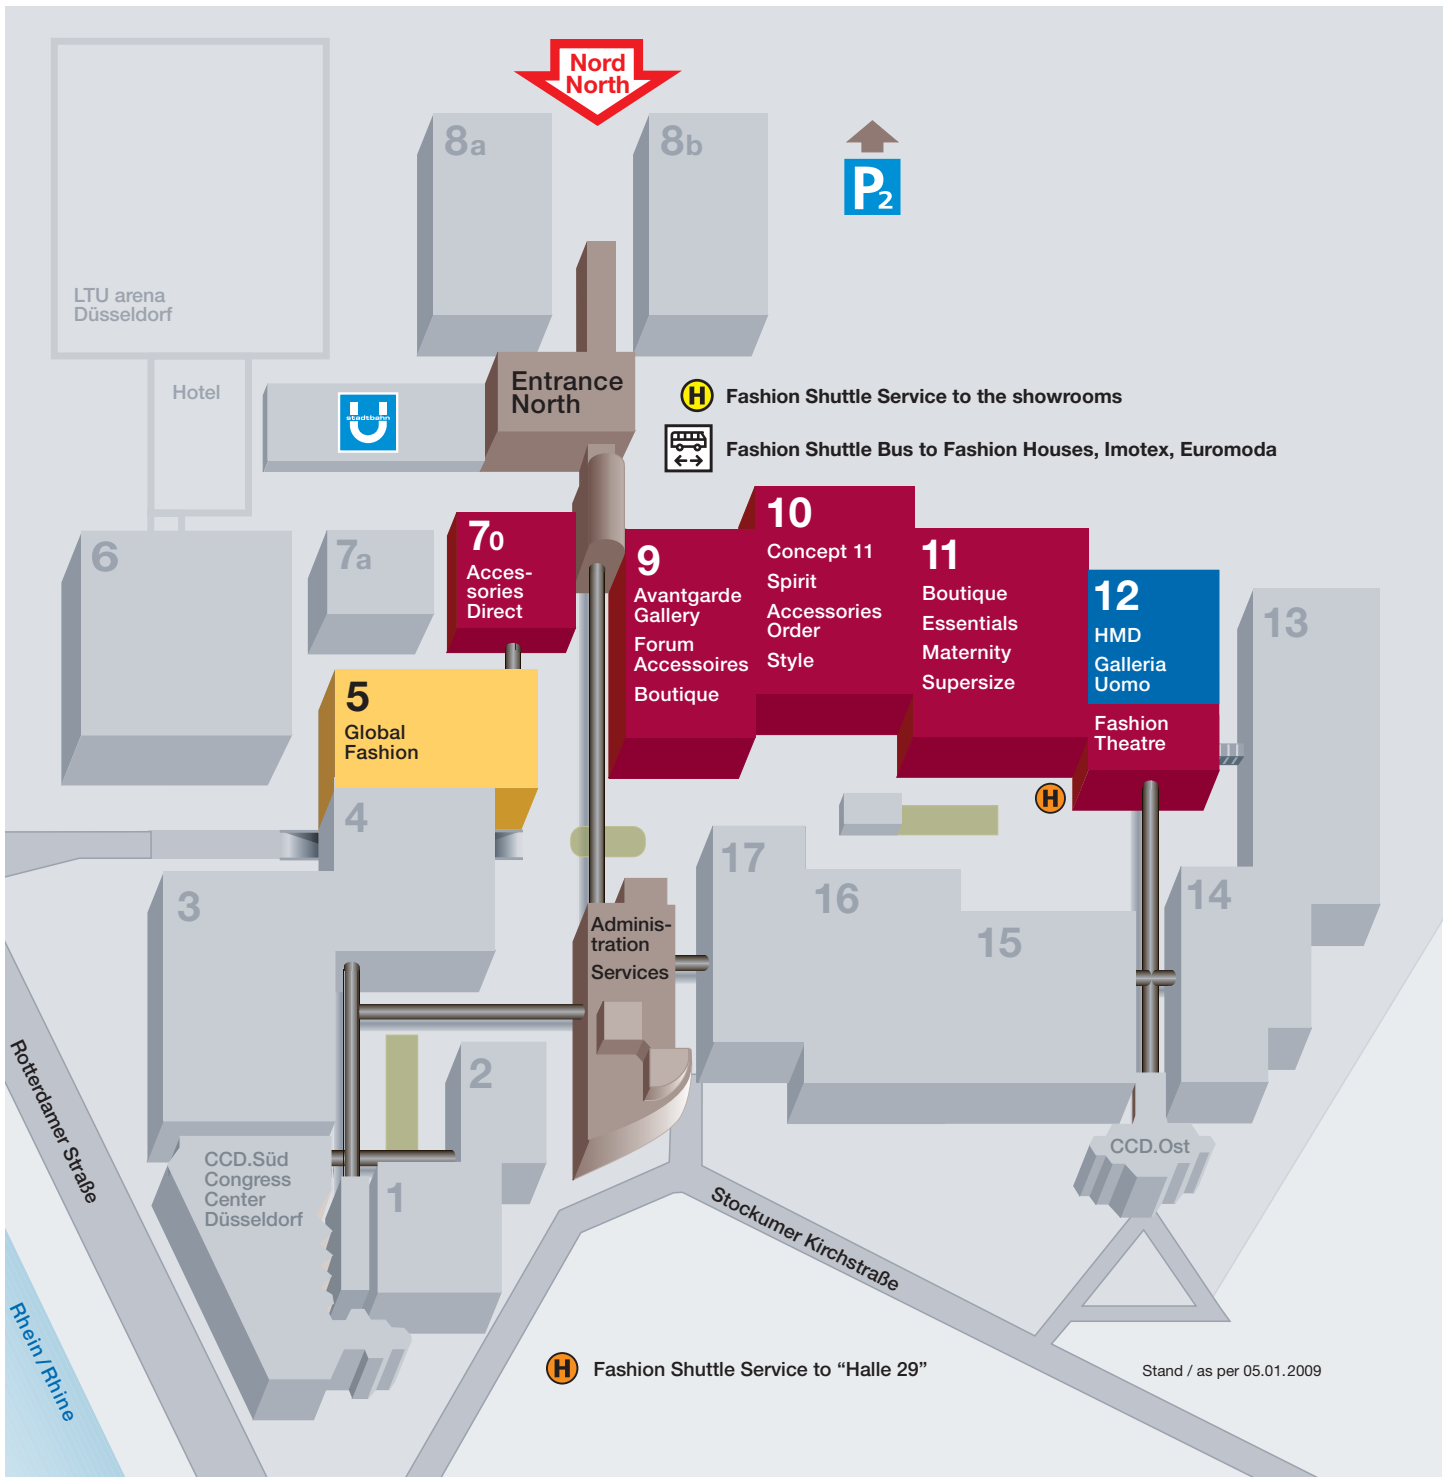 Nord
North
8a
8b
P2
LTU arena
Düsseldorf
Hotel
stadtbahn
U
Entrance
North
H
Fashion Shuttle Service to the showrooms
Fashion Shuttle Bus to Fashion Houses, Imotex, Euromoda
6
7a
70
Acces-
sories
Direct
9
Avantgarde
Gallery
Forum
Accessoires
Boutique
10
Concept 11
Spirit
Accessories
Order
Style
11
Boutique
Essentials
Maternity
Supersize
12
HMD
Galleria
Uomo
Fashion
Theatre
13
5
Global
Fashion
H
4
3
17
16
15
14
Adminis-
tration
Services
2
1
CCD.Süd
Congress
Center
Düsseldorf
CCD.Ost
Rotterdamer Straße
Stockumer Kirchstraße
Rhein/Rhine
H
Fashion Shuttle Service to “Halle 29”
Stand / as per 05.01.2009